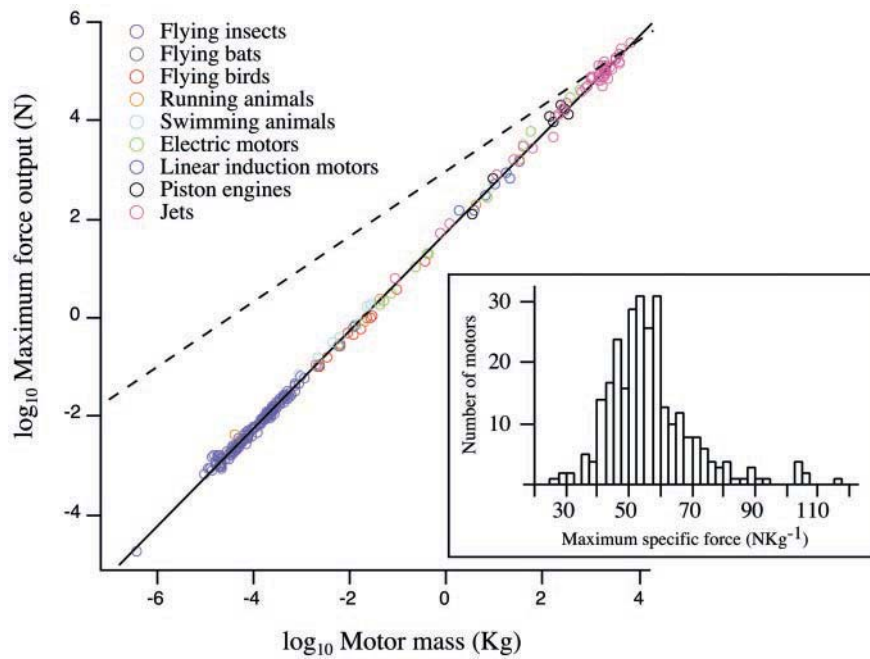 6
4
2
0
-2
-4
log10 Maximum force output (N)
Flying insects
Flying bats
Flying birds
Running animals
Swimming animals
Electric motors
Linear induction motors
Piston engines
Jets
30
20
10
Number of motors
30 50 70 90 110
Maximum specific force (NKg-1)
-6 -4 -2 0 2 4
log10 Motor mass (Kg)